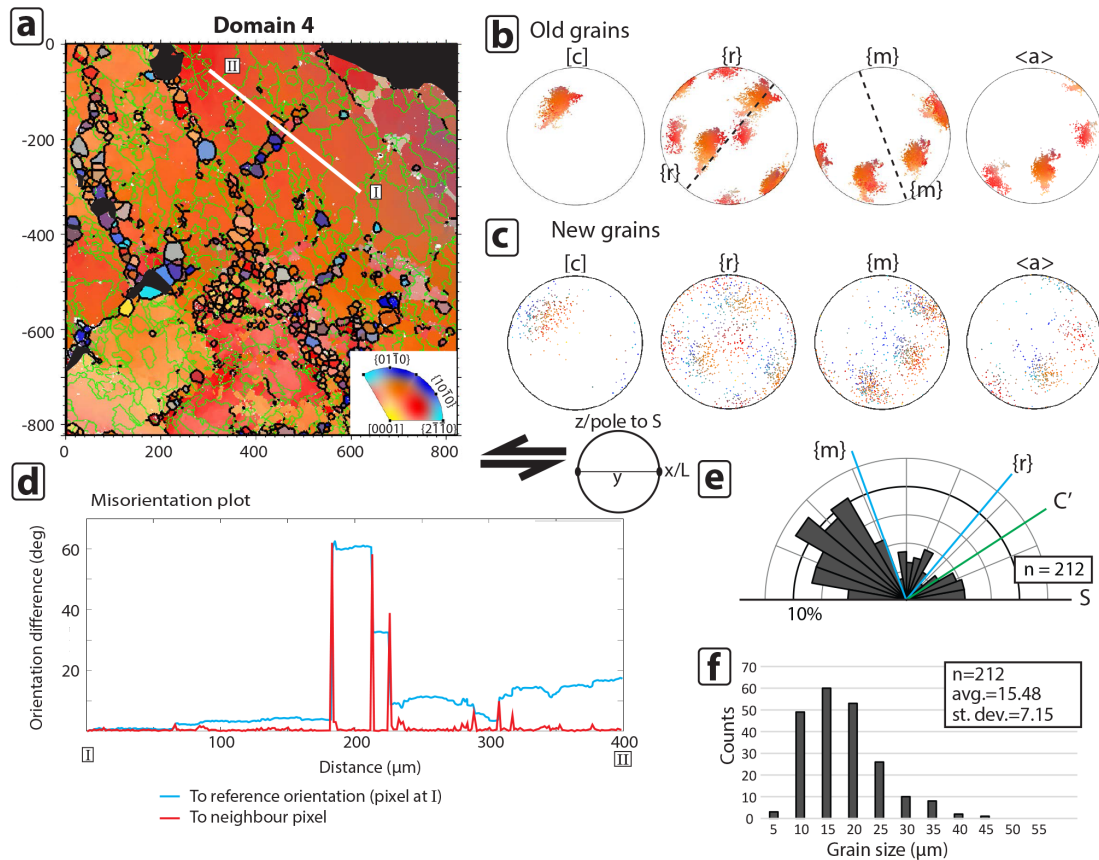 a
Domain 4
0
-200
-400
-600
-800
0 200 400 600 800
II
I
{011̄0}
{101̄0}
[0001] {21̄1̄0}
b
Old grains
[c] {r} {m} <a>
{r}
{m}
c
New grains
[c] {r} {m} <a>
z/pole to S
y
x/L
d
Misorientation plot
Orientation difference (deg)
60
40
20
100 200 300 400
I
II
Distance (µm)
To reference orientation (pixel at I)
To neighbour pixel
e
{m}
{r}
C’
n = 212
S
10%
f
n=212
avg.=15.48
st. dev.=7.15
Counts
70
60
50
40
30
20
10
0
5 10 15 20 25 30 35 40 45 50 55
Grain size (µm)